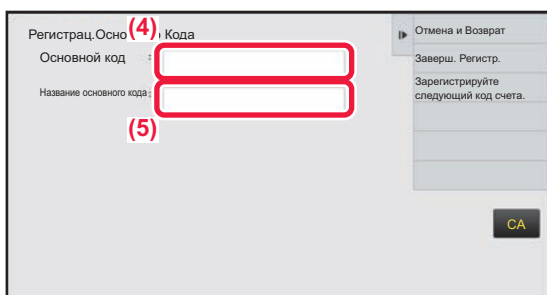 Регистрац.Осно (4) Кода
Основной код :
Название основного кода:
(5)
Отмена и Возврат
Заверш. Регистр.
Зарегистрируйте
следующий код счета.
CA